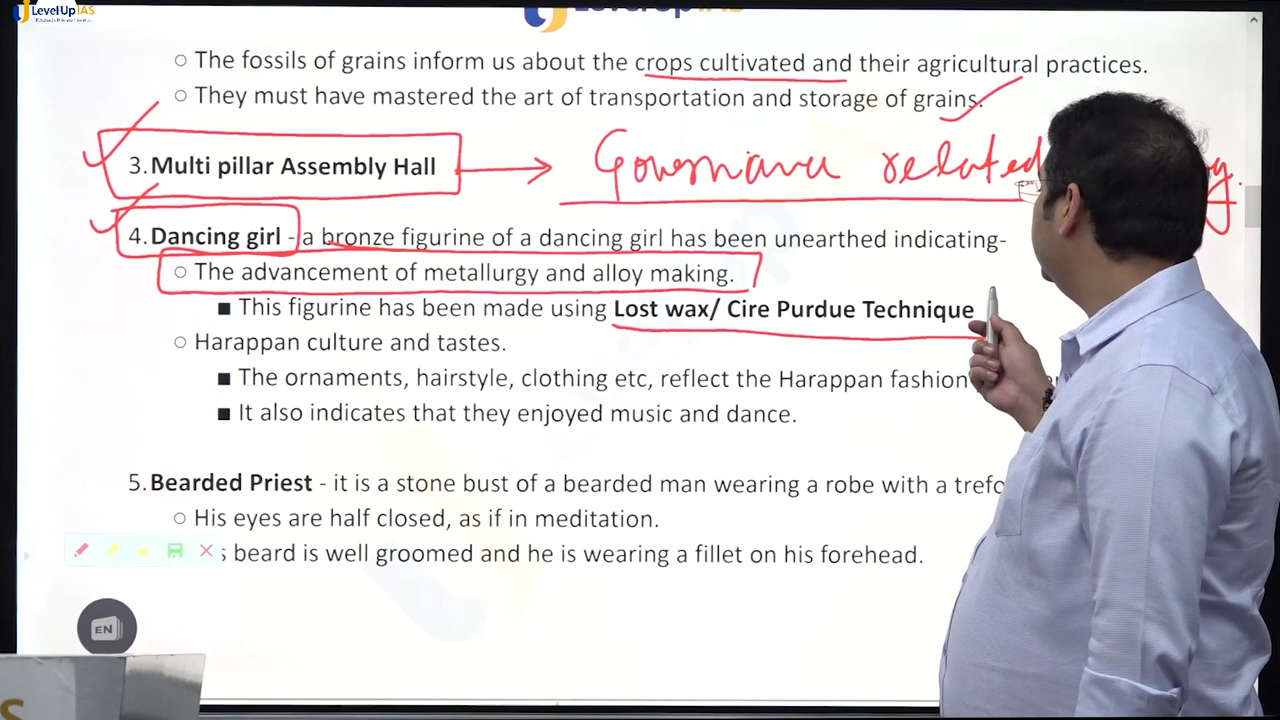 LevelUp IAS
LevelUp IAS
○ The fossils of grains inform us about the crops cultivated and their agricultural practices.
○ They must have mastered the art of transportation and storage of grains.
3. Multi pillar Assembly Hall → Governance related
4. Dancing girl - a bronze figurine of a dancing girl has been unearthed indicating-
○ The advancement of metallurgy and alloy making.
■ This figurine has been made using Lost wax/ Cire Purdue Technique
○ Harappan culture and tastes.
■ The ornaments, hairstyle, clothing etc, reflect the Harappan fashion
■ It also indicates that they enjoyed music and dance.
5. Bearded Priest - it is a stone bust of a bearded man wearing a robe with a trefo
○ His eyes are half closed, as if in meditation.
s beard is well groomed and he is wearing a fillet on his forehead.
EN
S